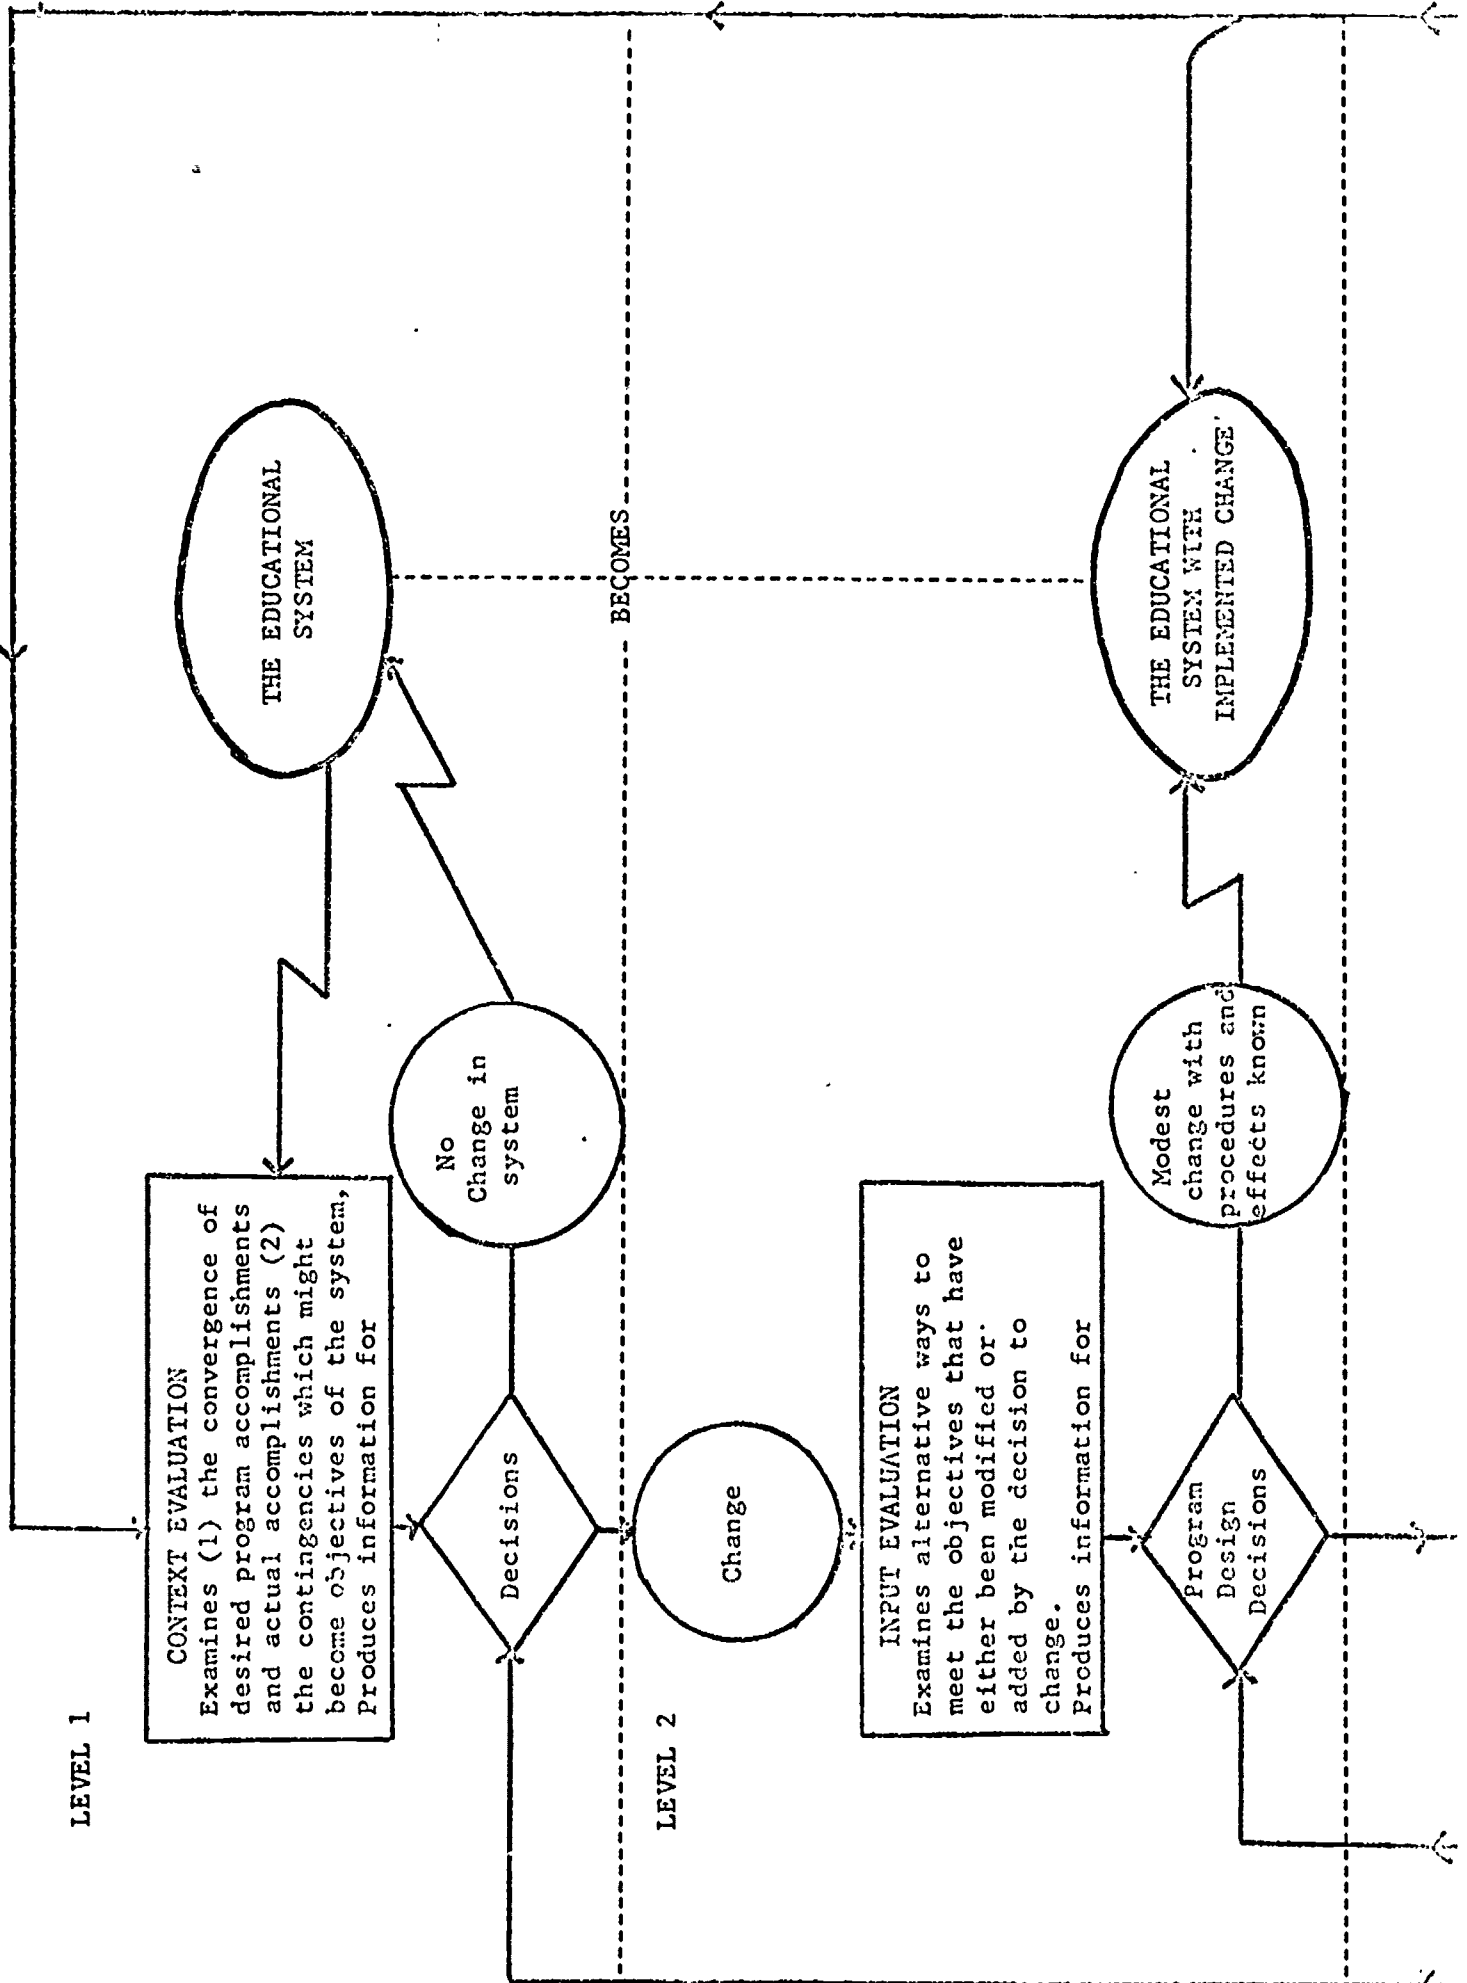 LEVEL 1
CONTEXT EVALUATION
Examines (1) the convergence of
desired program accomplishments
and actual accomplishments (2)
the contingencies which might
become objectives of the system,
Produces information for
THE EDUCATIONAL
SYSTEM
No
Change in
system
Decisions
BECOMES
LEVEL 2
Change
INPUT EVALUATION
Examines alternative ways to
meet the objectives that have
either been modified or
added by the decision to
change.
Produces information for
Program
Design
Decisions
Modest
change with
procedures and
effects known
THE EDUCATIONAL
SYSTEM WITH
IMPLEMENTED CHANGE